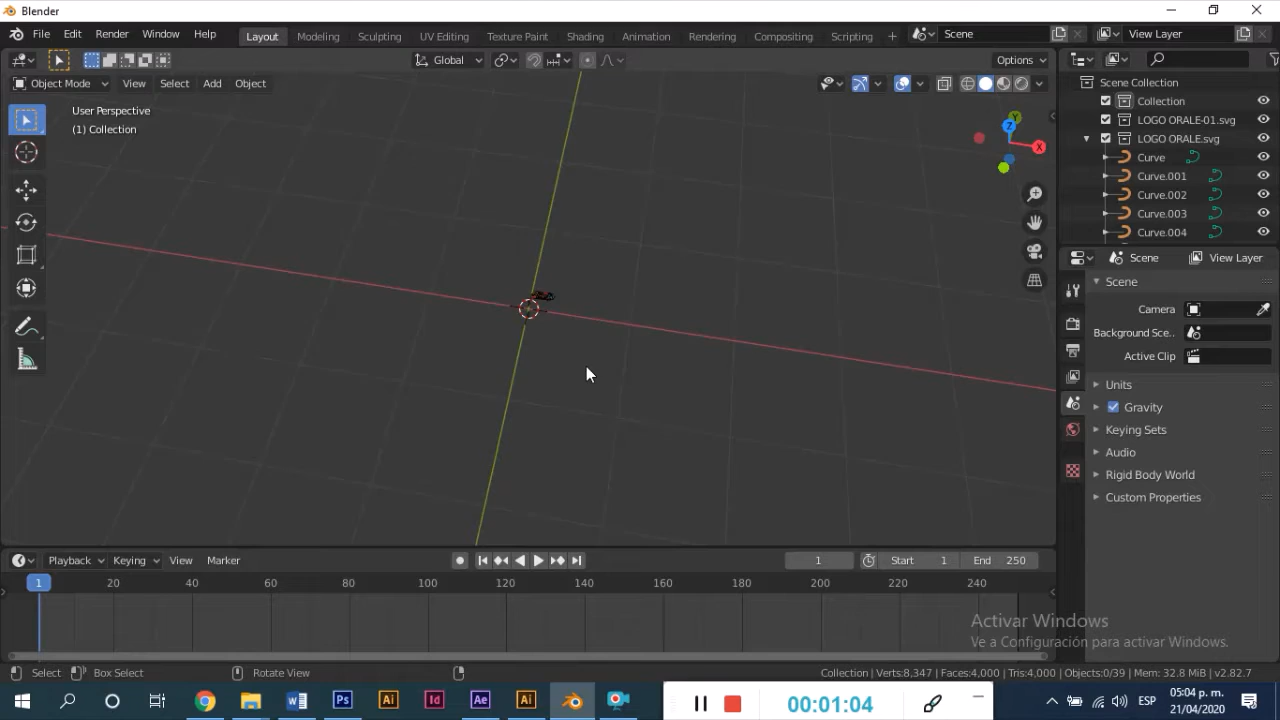 Blender
File Edit Render Window Help Layout Modeling Sculpting UV Editing Texture Paint Shading Animation Rendering Compositing Scripting + Scene View Layer
Global Options
Object Mode View Select Add Object
User Perspective
(1) Collection
Z Y X
Scene Collection
Collection
LOGO ORALE-01.svg
LOGO ORALE.svg
Curve
Curve.001
Curve.002
Curve.003
Curve.004
Scene View Layer
Scene
Camera
Background Sce..
Active Clip
Units
Gravity
Keying Sets
Audio
Rigid Body World
Custom Properties
Playback Keying View Marker 1 Start 1 End 250
1 20 40 60 80 100 120 140 160 180 200 220 240
Activar Windows
Ve a Configuración para activar Windows.
Select Box Select Rotate View Collection | Verts:8,347 | Faces:4,000 | Tris:4,000 | Objects:0/39 | Mem: 32.8 MiB | v2.82.7
Ps Ai Id Ae Ai 00:01:04 ESP 05:04 p. m.
21/04/2020